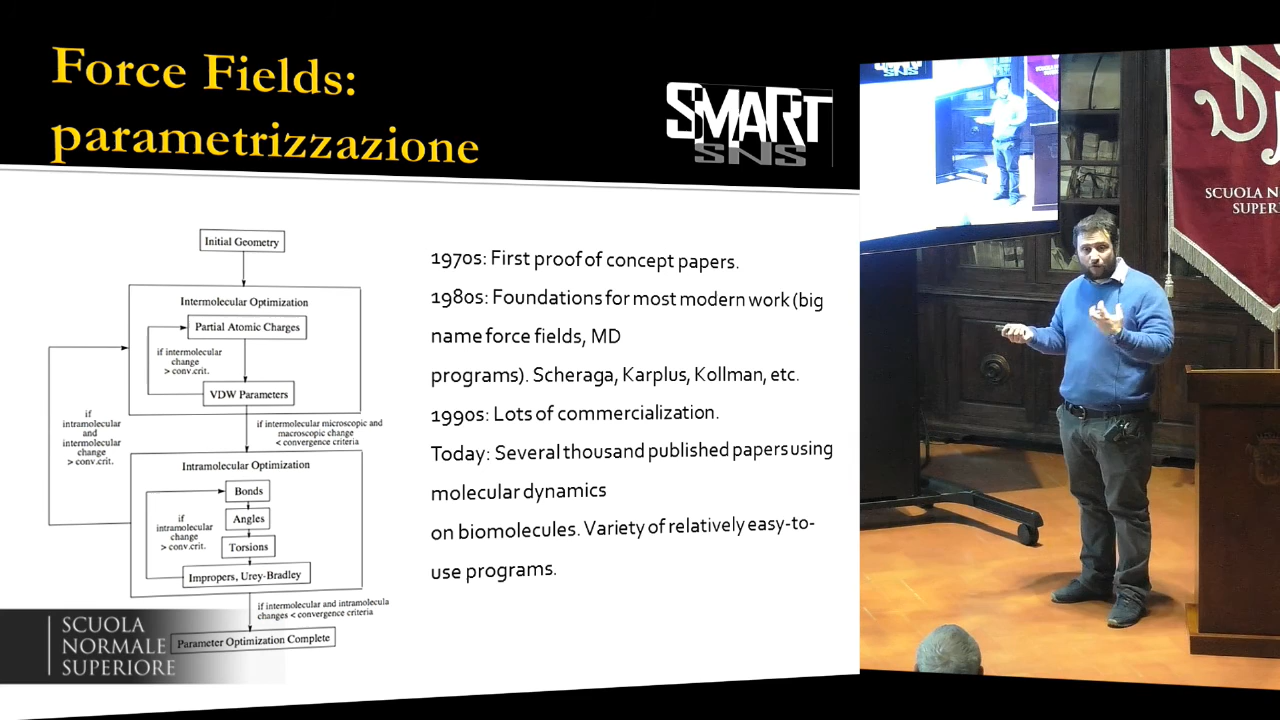 Force Fields:
parametrizzazione
SMART
SNS
Initial Geometry
Intermolecular Optimization
Partial Atomic Charges
if intermolecular
change
> conv.crit.
VDW Parameters
if
intramolecular
and
intermolecular
change
> conv.crit.
if intermolecular microscopic and
macroscopic change
< convergence criteria
Intramolecular Optimization
Bonds
if
intramolecular
change
> conv.crit.
Angles
Torsions
Impropers, Urey-Bradley
if intermolecular and intramolecula
changes < convergence criteria
Parameter Optimization Complete
1970s: First proof of concept papers.
1980s: Foundations for most modern work (big
name force fields, MD
programs). Scheraga, Karplus, Kollman, etc.
1990s: Lots of commercialization.
Today: Several thousand published papers using
molecular dynamics
on biomolecules. Variety of relatively easy-to-
use programs.
SCUOLA
NORMALE
SUPERIORE
SNS
SCUOLA NO
SUPER